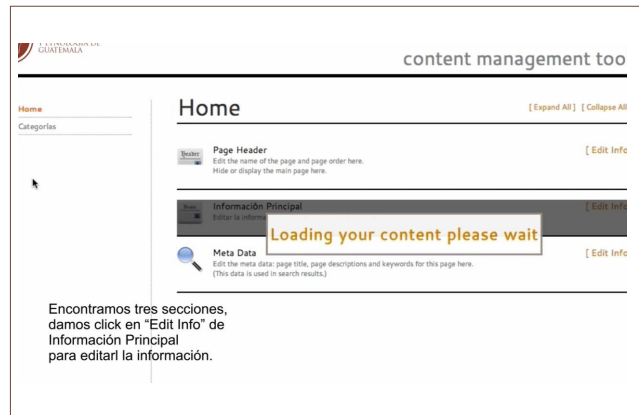 GUATEMALA
content management too
Home
Categorías
Home
[ Expand All ] [ Collapse All
Page Header
Edit the name of the page and page order here.
Hide or display the main page here.
[ Edit Info
Información Principal
Editar la informa
[ Edit Info
Loading your content please wait
Meta Data
Edit the meta data: page title, page descriptions and keywords for this page here.
(This data is used in search results.)
[ Edit Info
Encontramos tres secciones,
damos click en “Edit Info” de
Información Principal
para editarl la información.